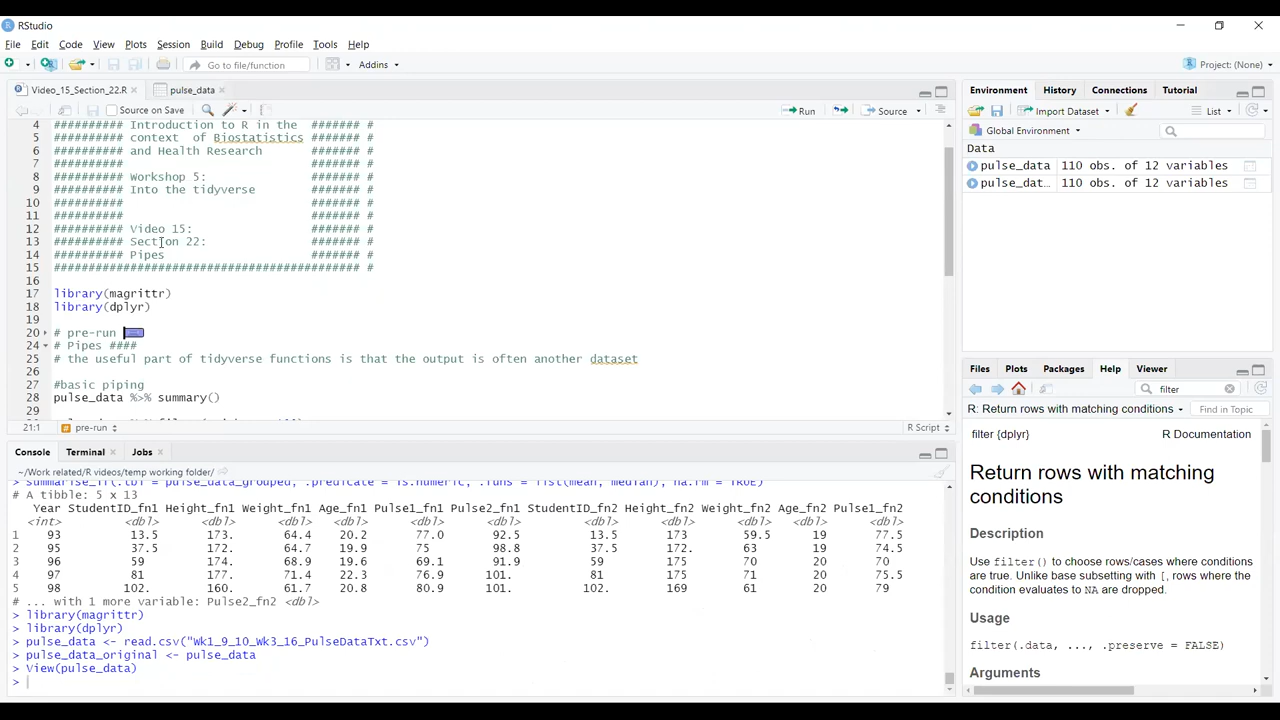 RStudio
File Edit Code View Plots Session Build Debug Profile Tools Help
Go to file/function Addins Project: (None)
Video_15_Section_22.R pulse_data
Source on Save Run Source
4 ########## Introduction to R in the ####### #
5 ########## context of Biostatistics ####### #
6 ########## and Health Research ####### #
7 ########## ####### #
8 ########## Workshop 5: ####### #
9 ########## Into the tidyverse ####### #
10 ########## ####### #
11 ########## ####### #
12 ########## Video 15: ####### #
13 ########## Section 22: ####### #
14 ########## Pipes ####### #
15 ######################################## #
16
17 library(magrittr)
18 library(dplyr)
19
20 # pre-run
24 # Pipes ####
25 # the useful part of tidyverse functions is that the output is often another dataset
26
27 #basic piping
28 pulse_data %>% summary()
29
21:1 pre-run R Script
Console Terminal Jobs
~/Work related/R videos/temp working folder/
summarise_if(.tbl = pulse_data_grouped, .predicate = is.numeric, .funs = list(mean, median), na.rm = TRUE)
# A tibble: 5 x 13
Year StudentID_fn1 Height_fn1 Weight_fn1 Age_fn1 Pulse1_fn1 Pulse2_fn1 StudentID_fn2 Height_fn2 Weight_fn2 Age_fn2 Pulse1_fn2
<int> <dbl> <dbl> <dbl> <dbl> <dbl> <dbl> <dbl> <dbl> <dbl> <dbl> <dbl>
1 93 13.5 173. 64.4 20.2 77.0 92.5 13.5 173 59.5 19 77.5
2 95 37.5 172. 64.7 19.9 75 98.8 37.5 172. 63 19 74.5
3 96 59 174. 68.9 19.6 69.1 91.9 59 175 70 20 70
4 97 81 177. 71.4 22.3 76.9 101. 81 175 71 20 75.5
5 98 102. 160. 61.7 20.8 80.9 101. 102. 169 61 20 79
# ... with 1 more variable: Pulse2_fn2 <dbl>
> library(magrittr)
> library(dplyr)
> pulse_data <- read.csv("Wk1_9_10_Wk3_16_PulseDataTxt.csv")
> pulse_data_original <- pulse_data
> View(pulse_data)
>
Environment History Connections Tutorial
Import Dataset List
Global Environment
Data
pulse_data 110 obs. of 12 variables
pulse_dat… 110 obs. of 12 variables
Files Plots Packages Help Viewer
filter
R: Return rows with matching conditions Find in Topic
filter {dplyr} R Documentation
Return rows with matching
conditions
Description
Use filter() to choose rows/cases where conditions
are true. Unlike base subsetting with [, rows where the
condition evaluates to NA are dropped.
Usage
filter(.data, ..., .preserve = FALSE)
Arguments